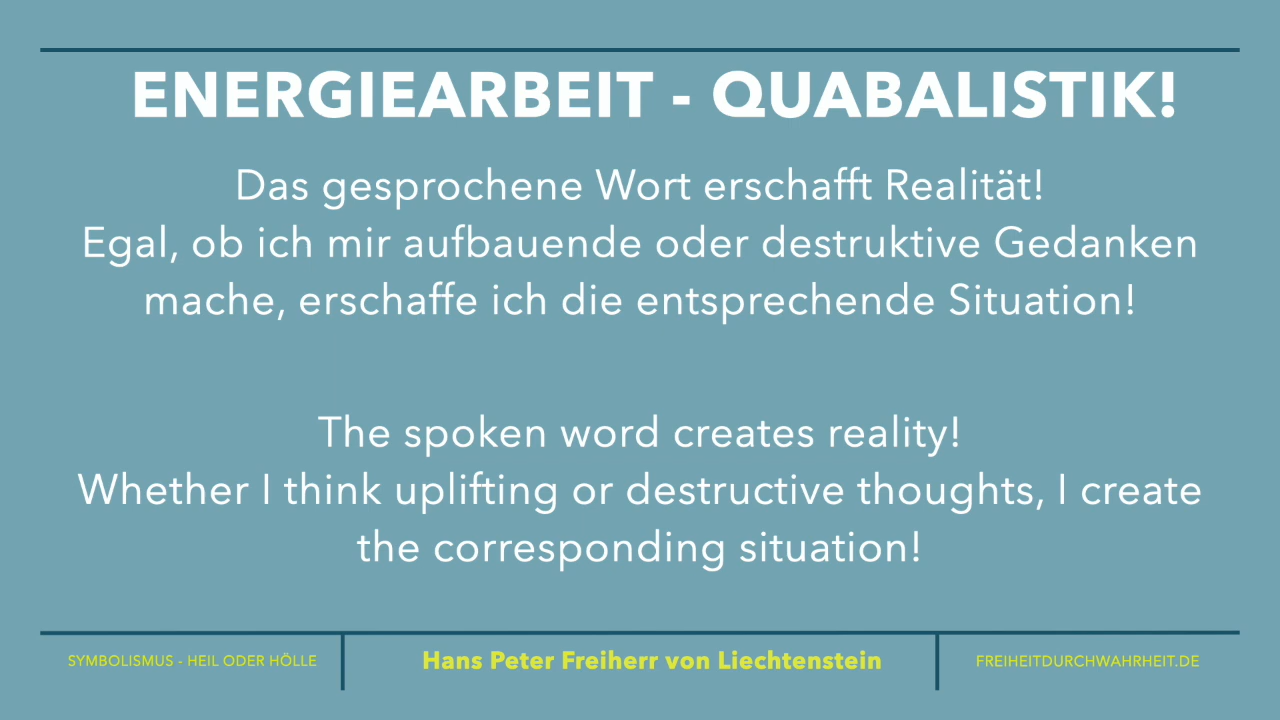 ENERGIEARBEIT - QUABALISTIK!
Das gesprochene Wort erschafft Realität!
Egal, ob ich mir aufbauende oder destruktive Gedanken
mache, erschaffe ich die entsprechende Situation!
The spoken word creates reality!
Whether I think uplifting or destructive thoughts, I create
the corresponding situation!
SYMBOLISMUS - HEIL ODER HÖLLE
Hans Peter Freiherr von Liechtenstein
FREIHEITDURCHWAHRHEIT.DE